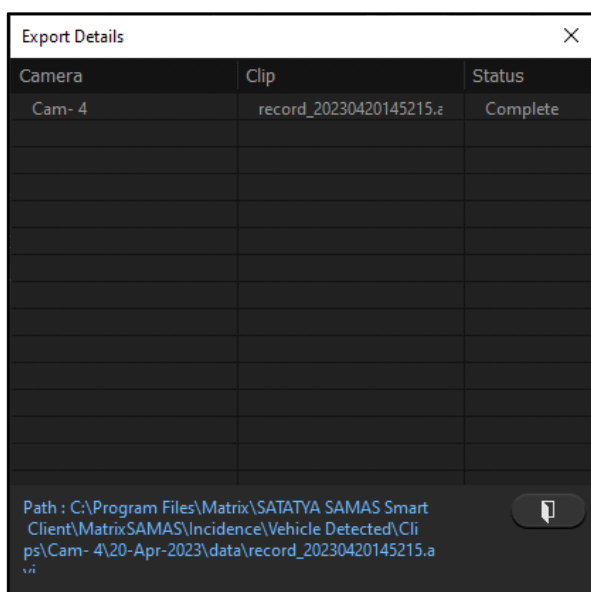 Export Details
Camera Clip Status
Cam- 4 record_20230420145215.a Complete
Path : C:\Program Files\Matrix\SATATYA SAMAS Smart
Client\MatrixSAMAS\Incidence\Vehicle Detected\Cli
ps\Cam- 4\20-Apr-2023\data\record_20230420145215.a
vi